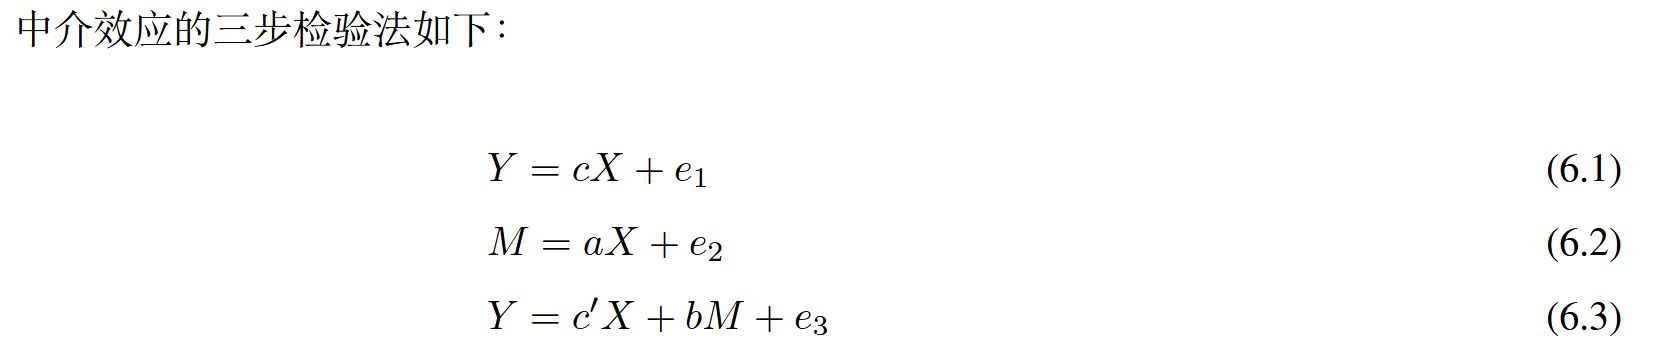 中介效应的三步检验法如下：
Y = cX + e₁ (6.1)
M = aX + e₂ (6.2)
Y = c′X + bM + e₃ (6.3)